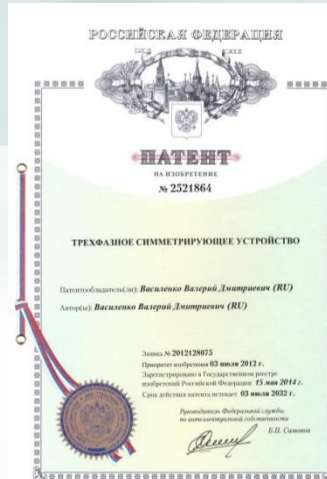 РОССИЙСКАЯ ФЕДЕРАЦИЯ
ПАТЕНТ
НА ИЗОБРЕТЕНИЕ
№ 2521864
ТРЕХФАЗНОЕ СИММЕТРИРУЮЩЕЕ УСТРОЙСТВО
Патентообладатель(ли): Василенко Валерий Дмитриевич (RU)
Автор(ы): Василенко Валерий Дмитриевич (RU)
Заявка № 2012128075
Приоритет изобретения 03 июля 2012 г.
Зарегистрировано в Государственном реестре
изобретений Российской Федерации 15 мая 2014 г.
Срок действия патента истекает 03 июля 2032 г.
Руководитель Федеральной службы
по интеллектуальной собственности
Б.П. Симонов